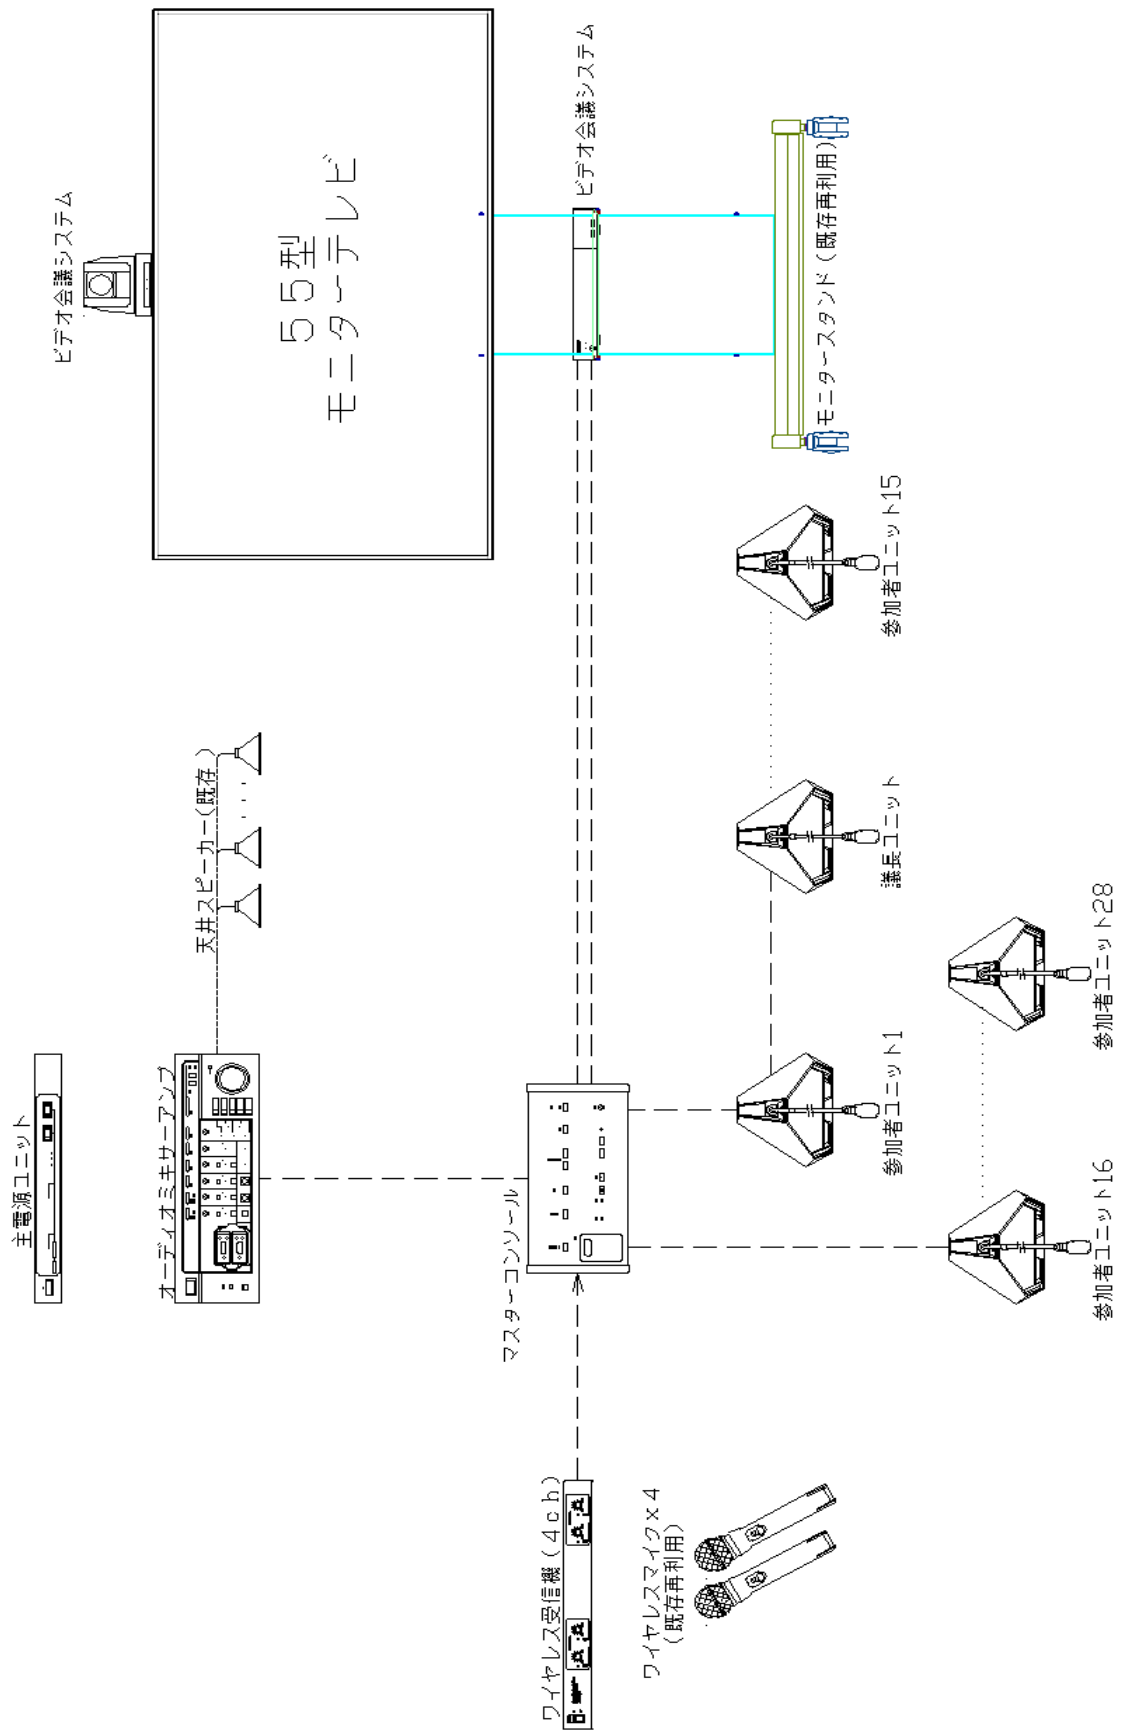 主電源ユニット
オーディオミキサーアンプ
天井スピーカー(既存)
ビデオ会議システム
55型
モニターテレビ
ワイヤレス受信機(4ch)
マスターコンソール
ビデオ会議システム
ワイヤレスマイク×4
(既存再利用)
モニタースタンド(既存再利用)
参加者ユニット1
議長ユニット
参加者ユニット15
参加者ユニット16
参加者ユニット28